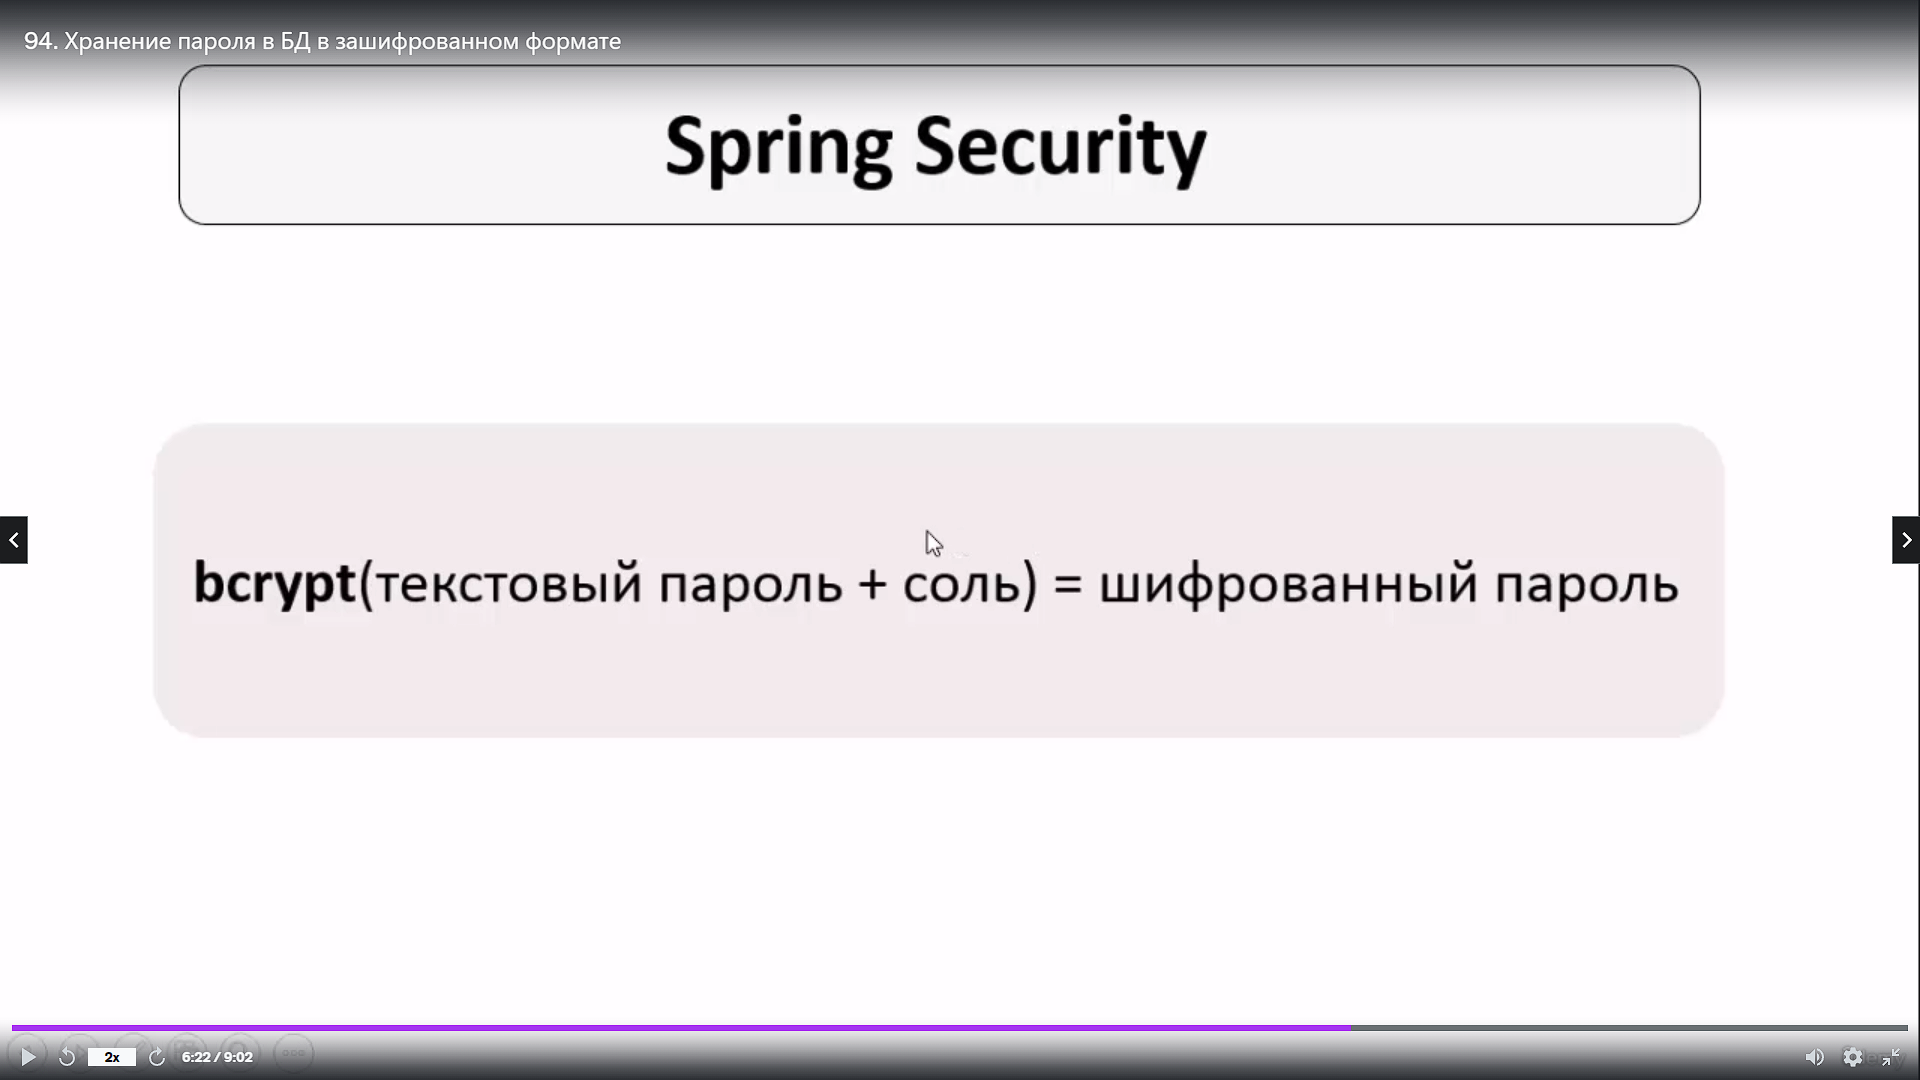 94. Хранение пароля в БД в зашифрованном формате
Spring Security
bcrypt(текстовый пароль + соль) = шифрованный пароль
2x
6:22 / 9:02